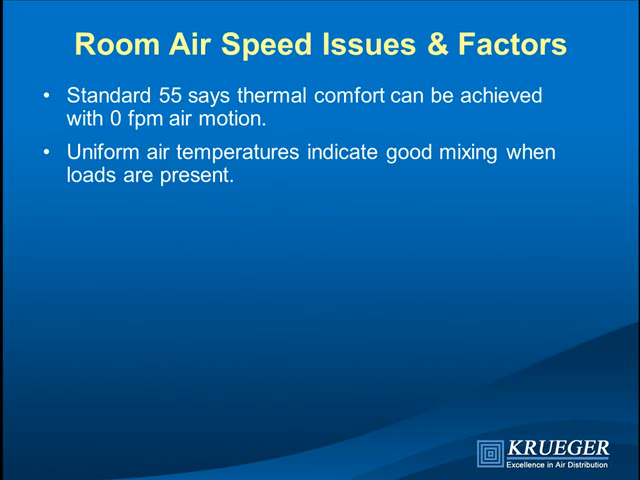 Room Air Speed Issues & Factors
• Standard 55 says thermal comfort can be achieved
with 0 fpm air motion.
• Uniform air temperatures indicate good mixing when
loads are present.
KRUEGER
Excellence in Air Distribution